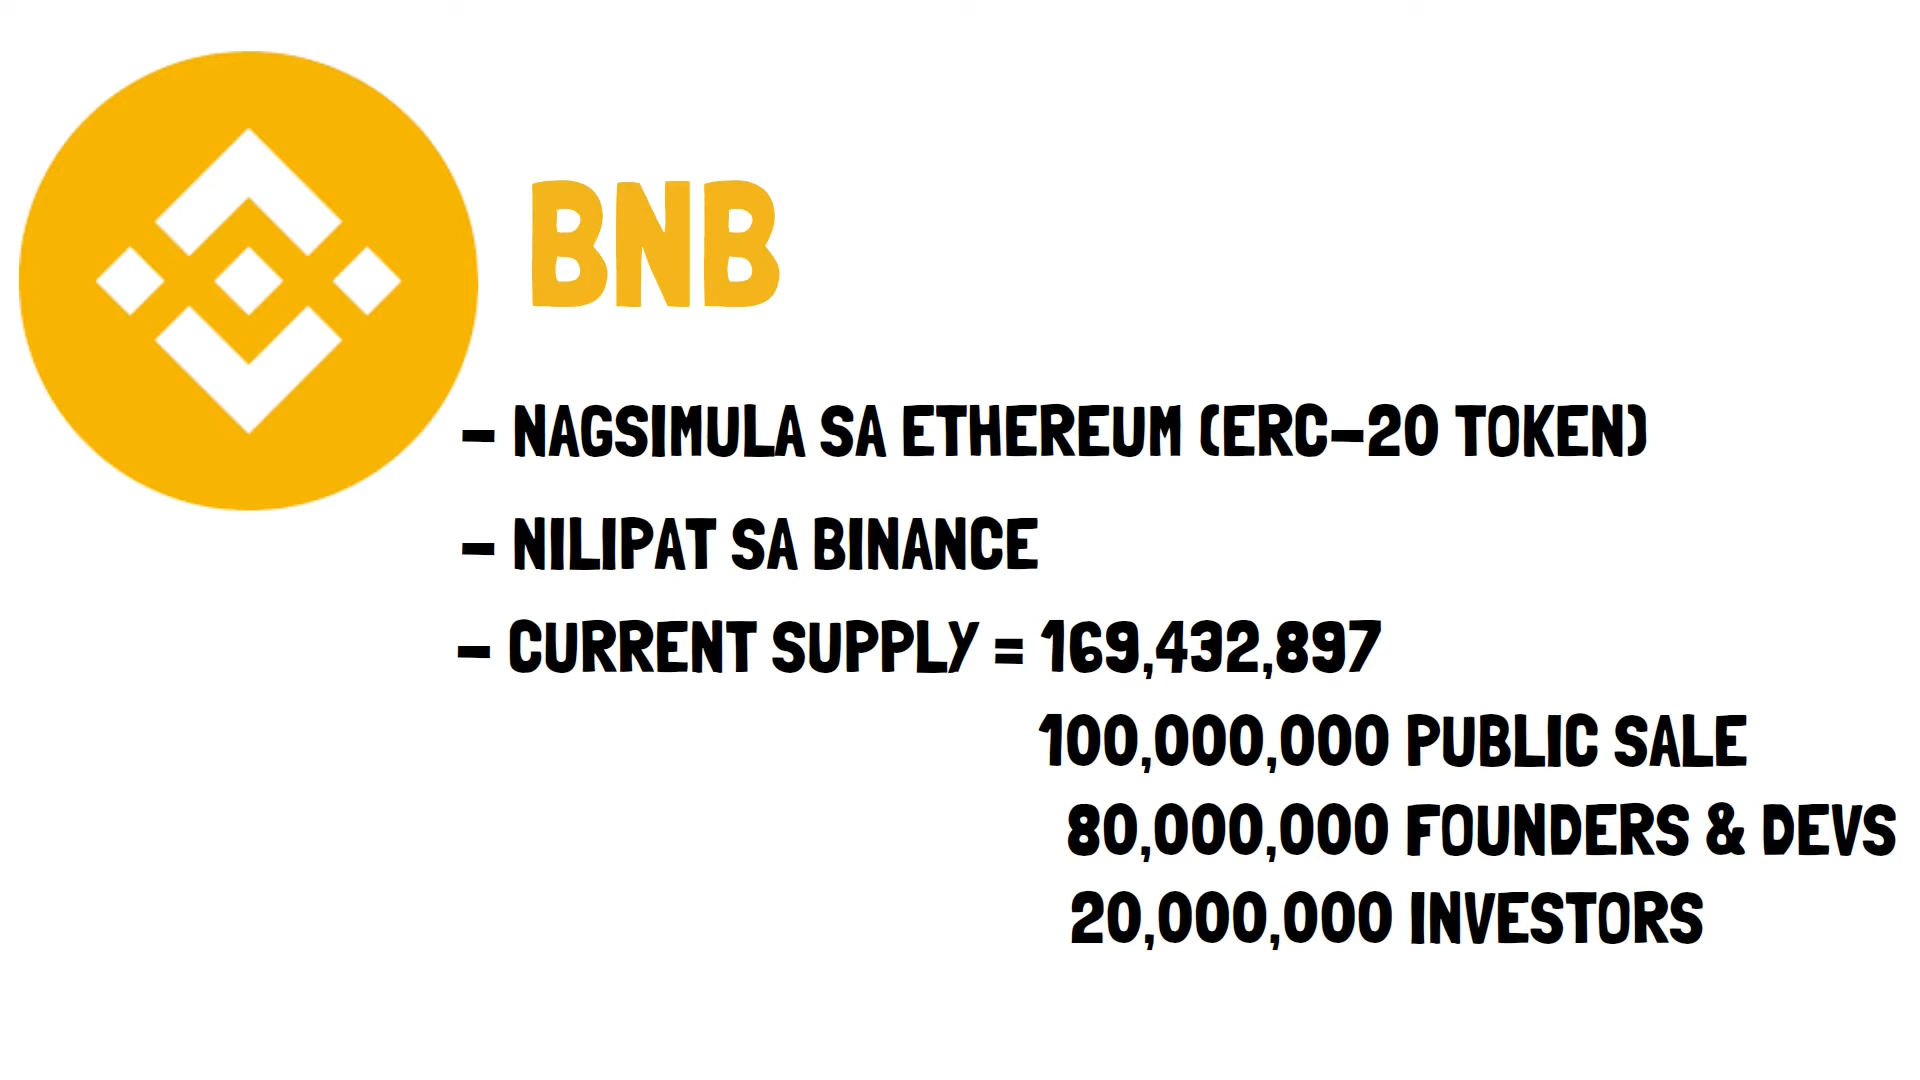 BNB
- NAGSIMULA SA ETHEREUM (ERC-20 TOKEN)
- NILIPAT SA BINANCE
- CURRENT SUPPLY = 169,432,897
100,000,000 PUBLIC SALE
80,000,000 FOUNDERS & DEVS
20,000,000 INVESTORS